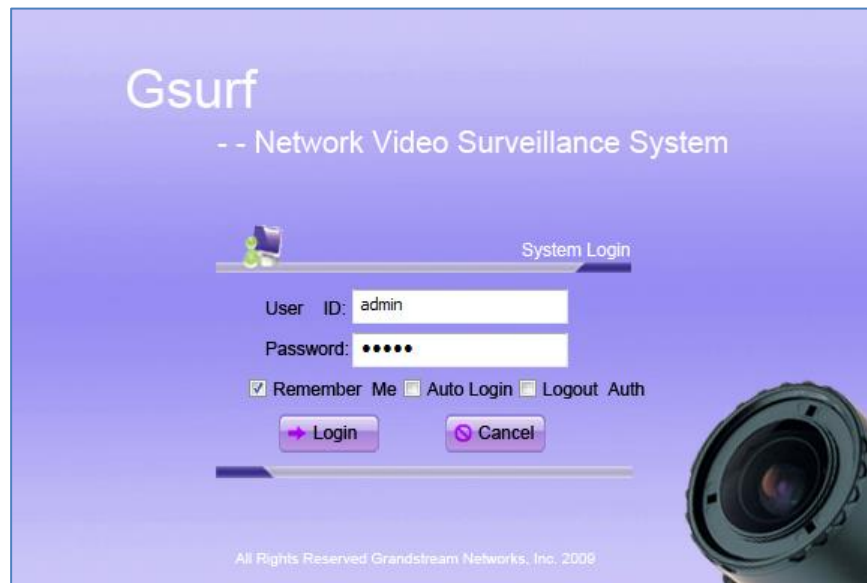 Gsurf
- - Network Video Surveillance System
System Login
User ID: admin
Password: •••••
Remember Me Auto Login Logout Auth
Login Cancel
All Rights Reserved Grandstream Networks, Inc. 2009